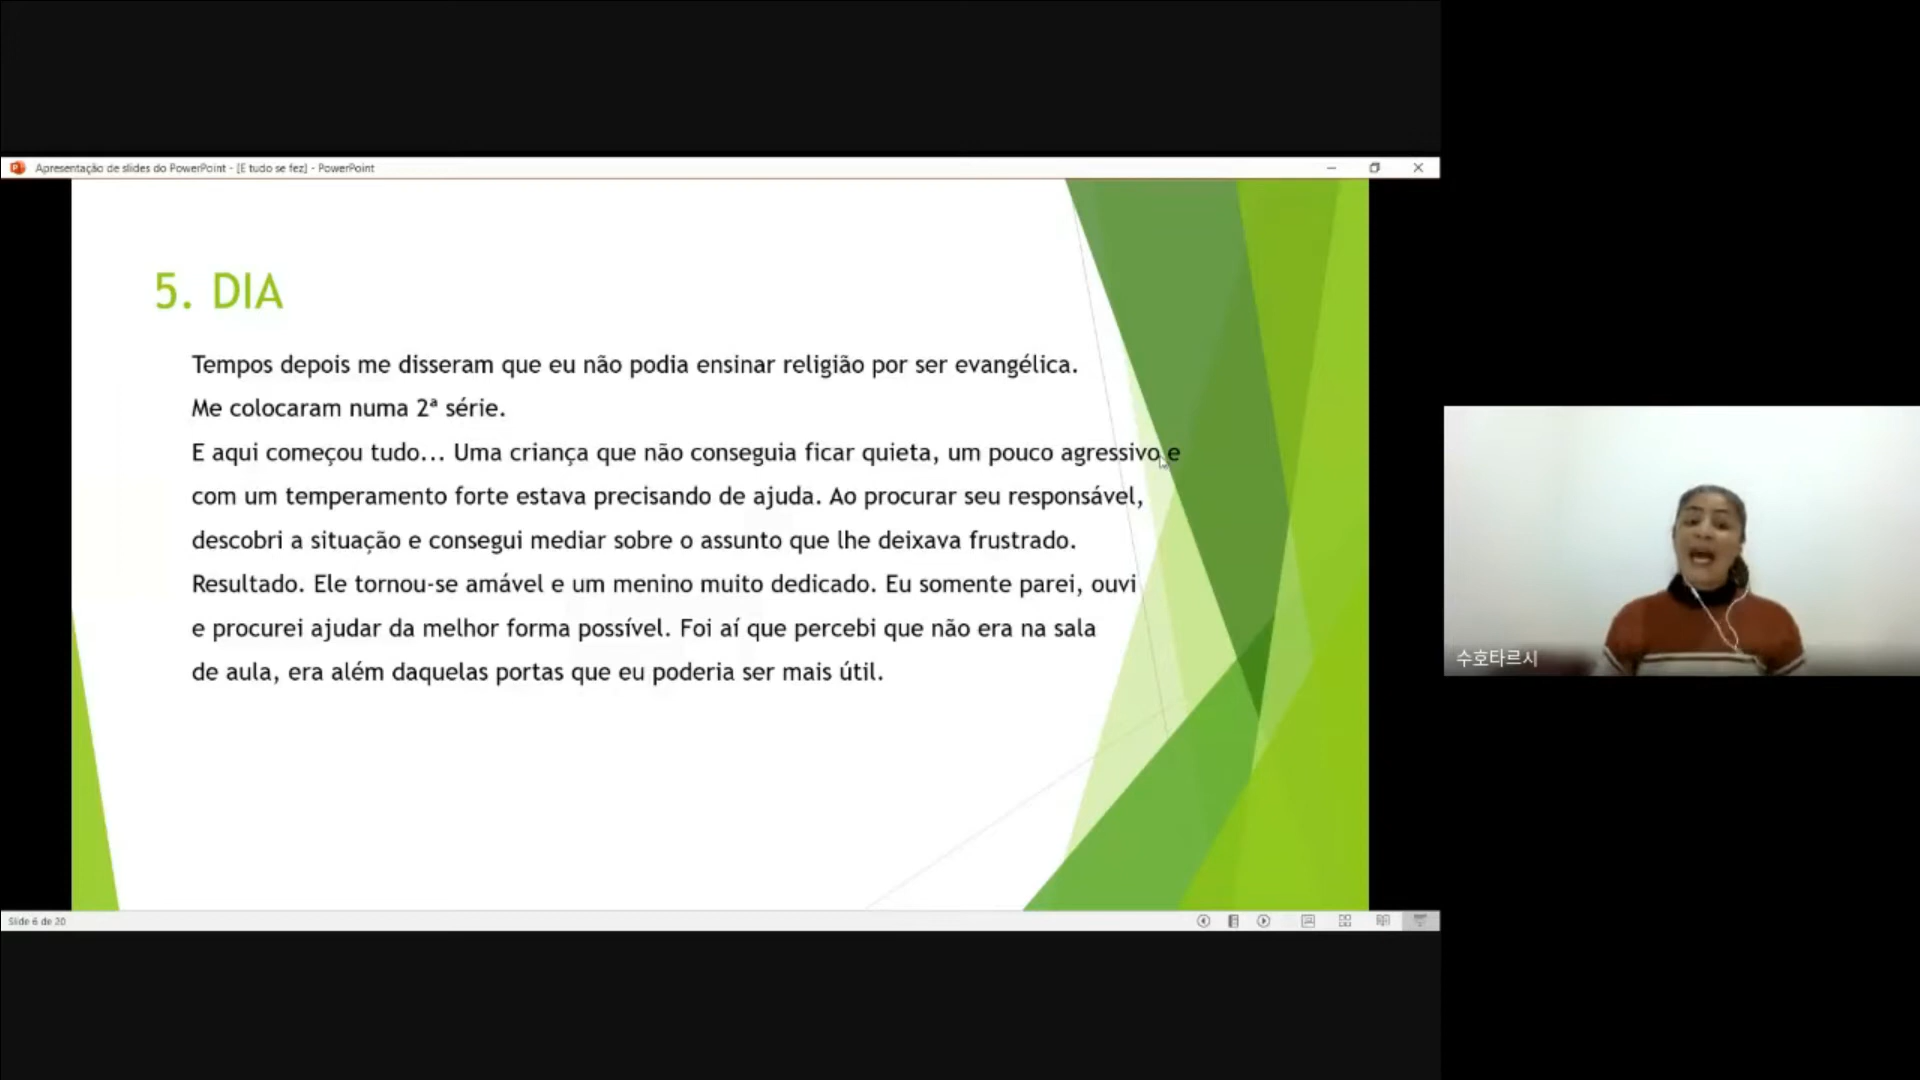 Apresentação de slides do PowerPoint - [E tudo se fez] - PowerPoint
5. DIA
Tempos depois me disseram que eu não podia ensinar religião por ser evangélica.
Me colocaram numa 2ª série.
E aqui começou tudo... Uma criança que não conseguia ficar quieta, um pouco agressivo e
com um temperamento forte estava precisando de ajuda. Ao procurar seu responsável,
descobri a situação e consegui mediar sobre o assunto que lhe deixava frustrado.
Resultado. Ele tornou-se amável e um menino muito dedicado. Eu somente parei, ouvi
e procurei ajudar da melhor forma possível. Foi aí que percebi que não era na sala
de aula, era além daquelas portas que eu poderia ser mais útil.
수호타르시
Slide 6 de 20